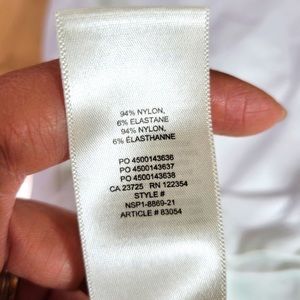 94% NYLON,
6% ELASTANE
94% NYLON,
6% ÉLASTHANNE
PO 4500143636
PO 4500143637
PO 4500143638
CA 23725 RN 122354
STYLE #
NSP1-8869-21
ARTICLE # 83054